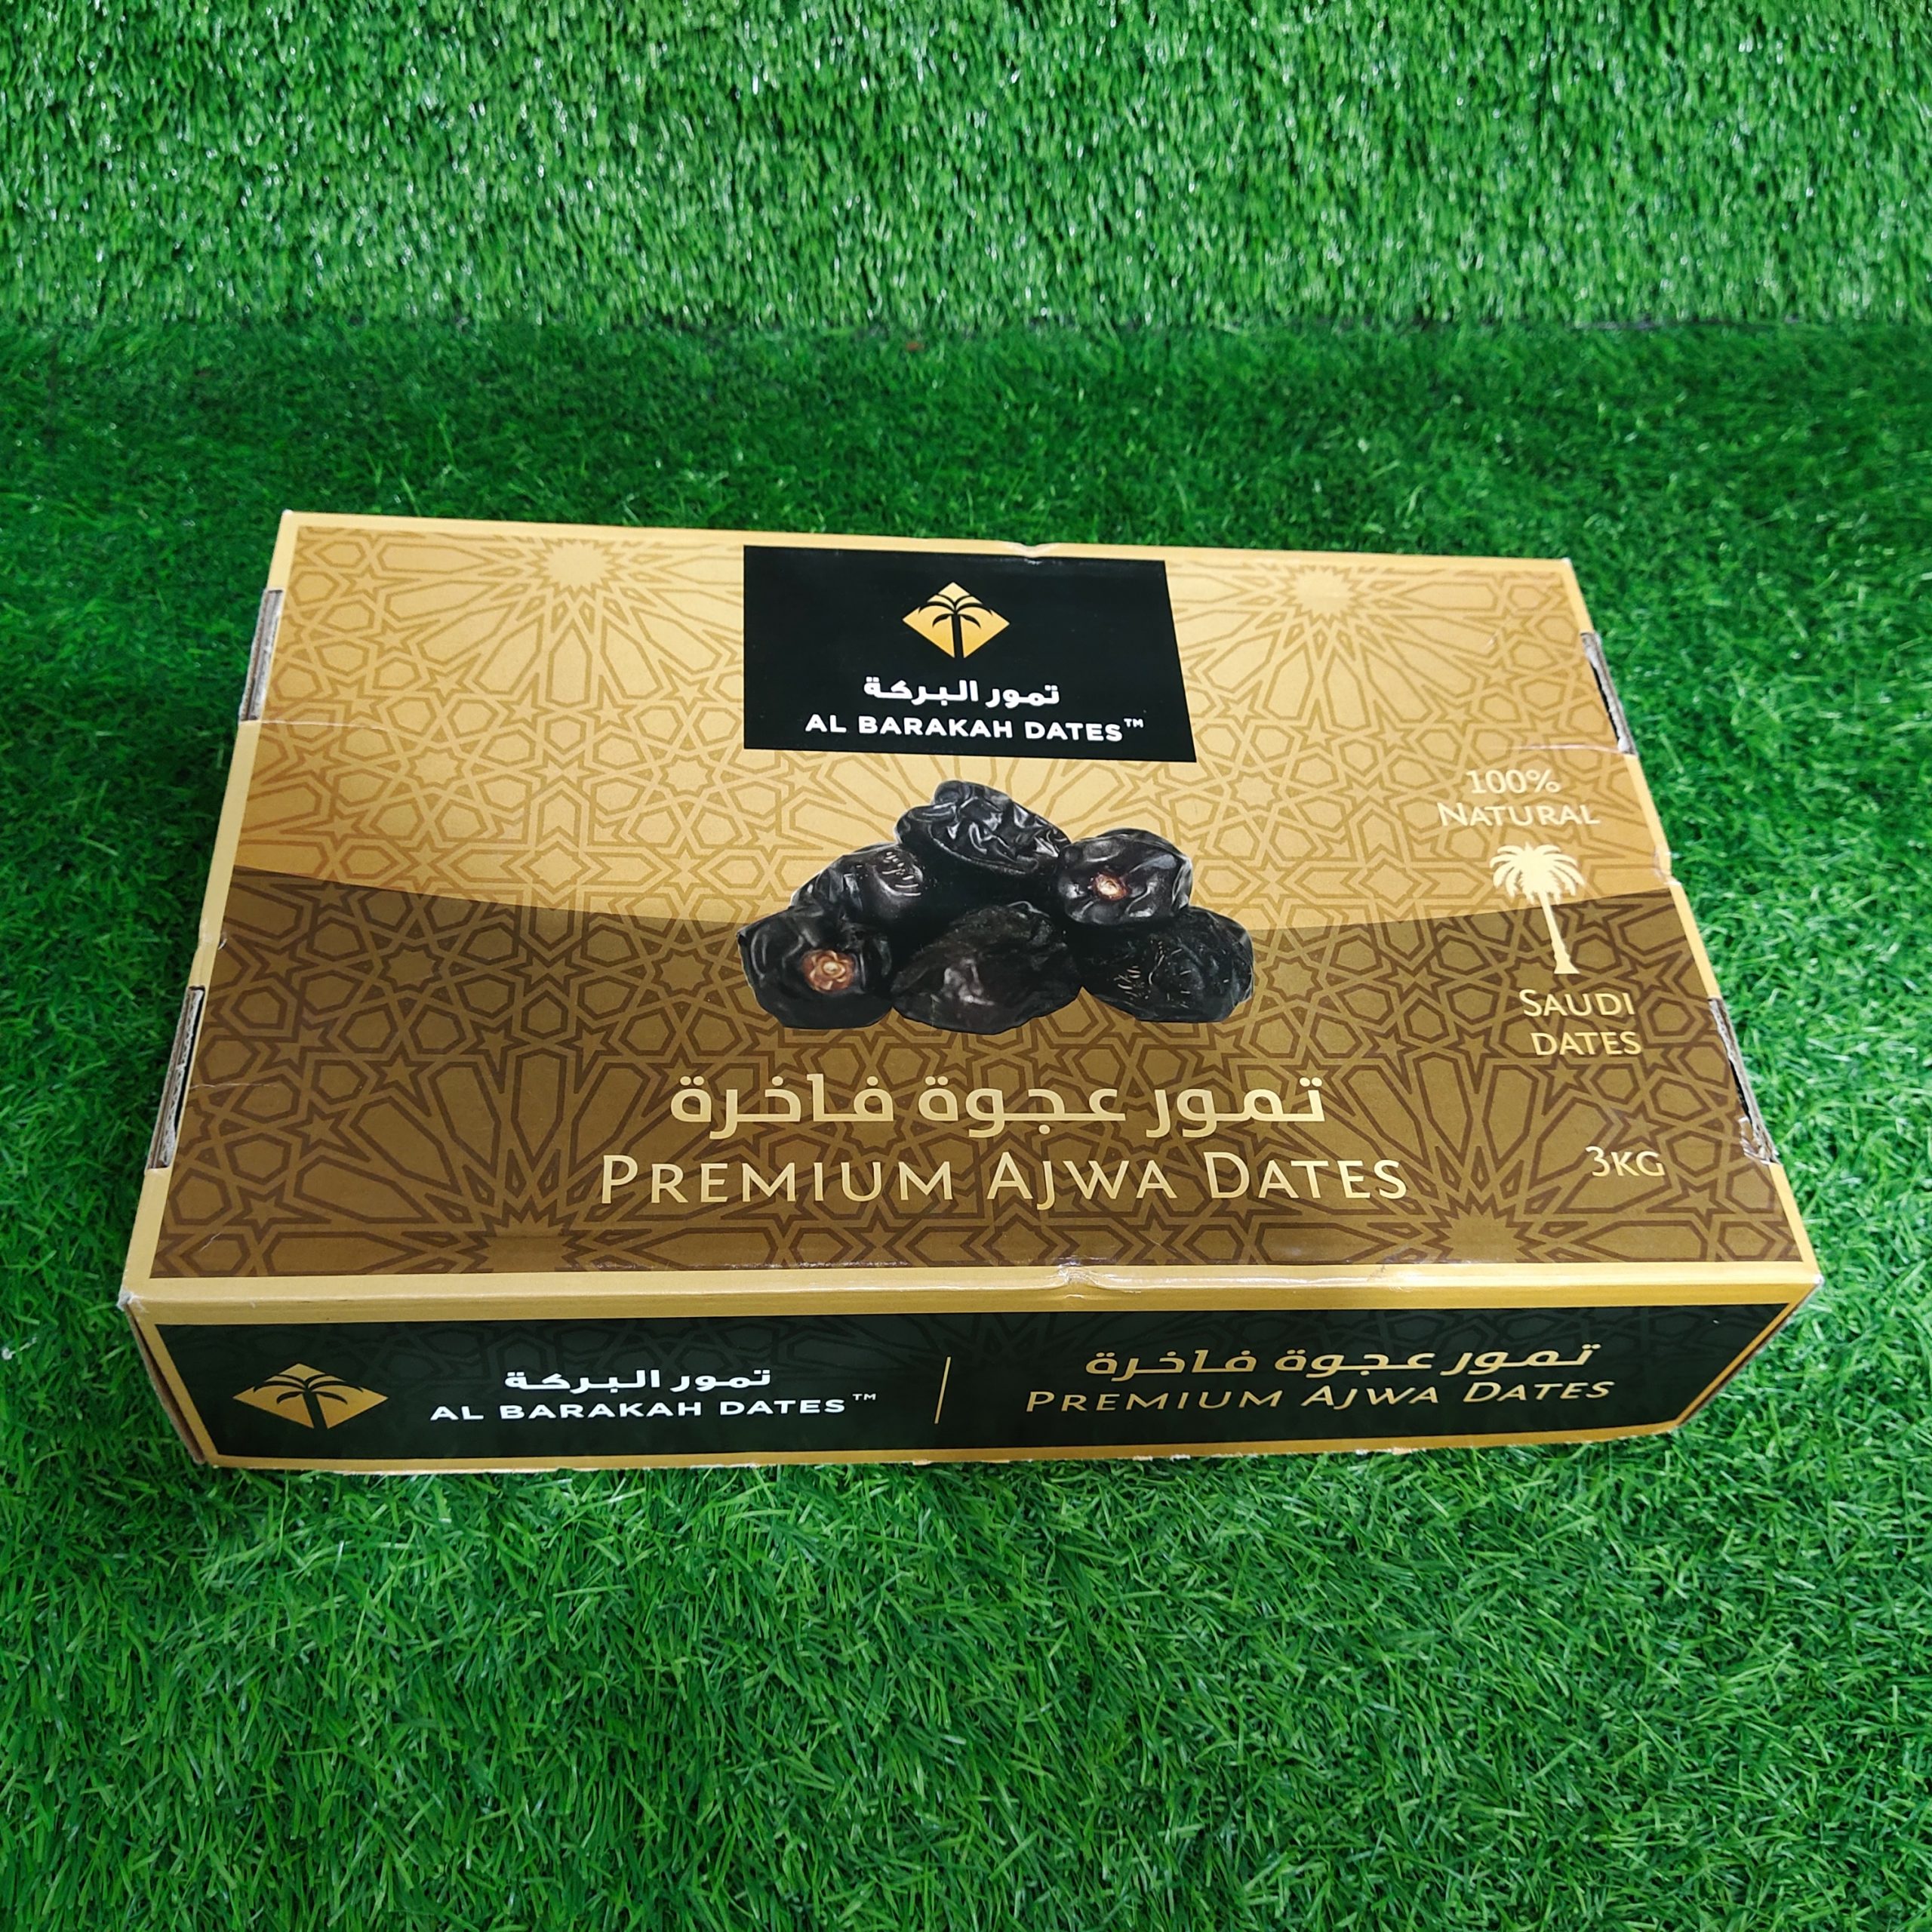 تمور البركة
AL BARAKAH DATES™
100%
NATURAL
SAUDI
DATES
تمور عجوة فاخرة
PREMIUM AJWA DATES
3KG
تمور البركة
AL BARAKAH DATES™
تمور عجوة فاخرة
PREMIUM AJWA DATES